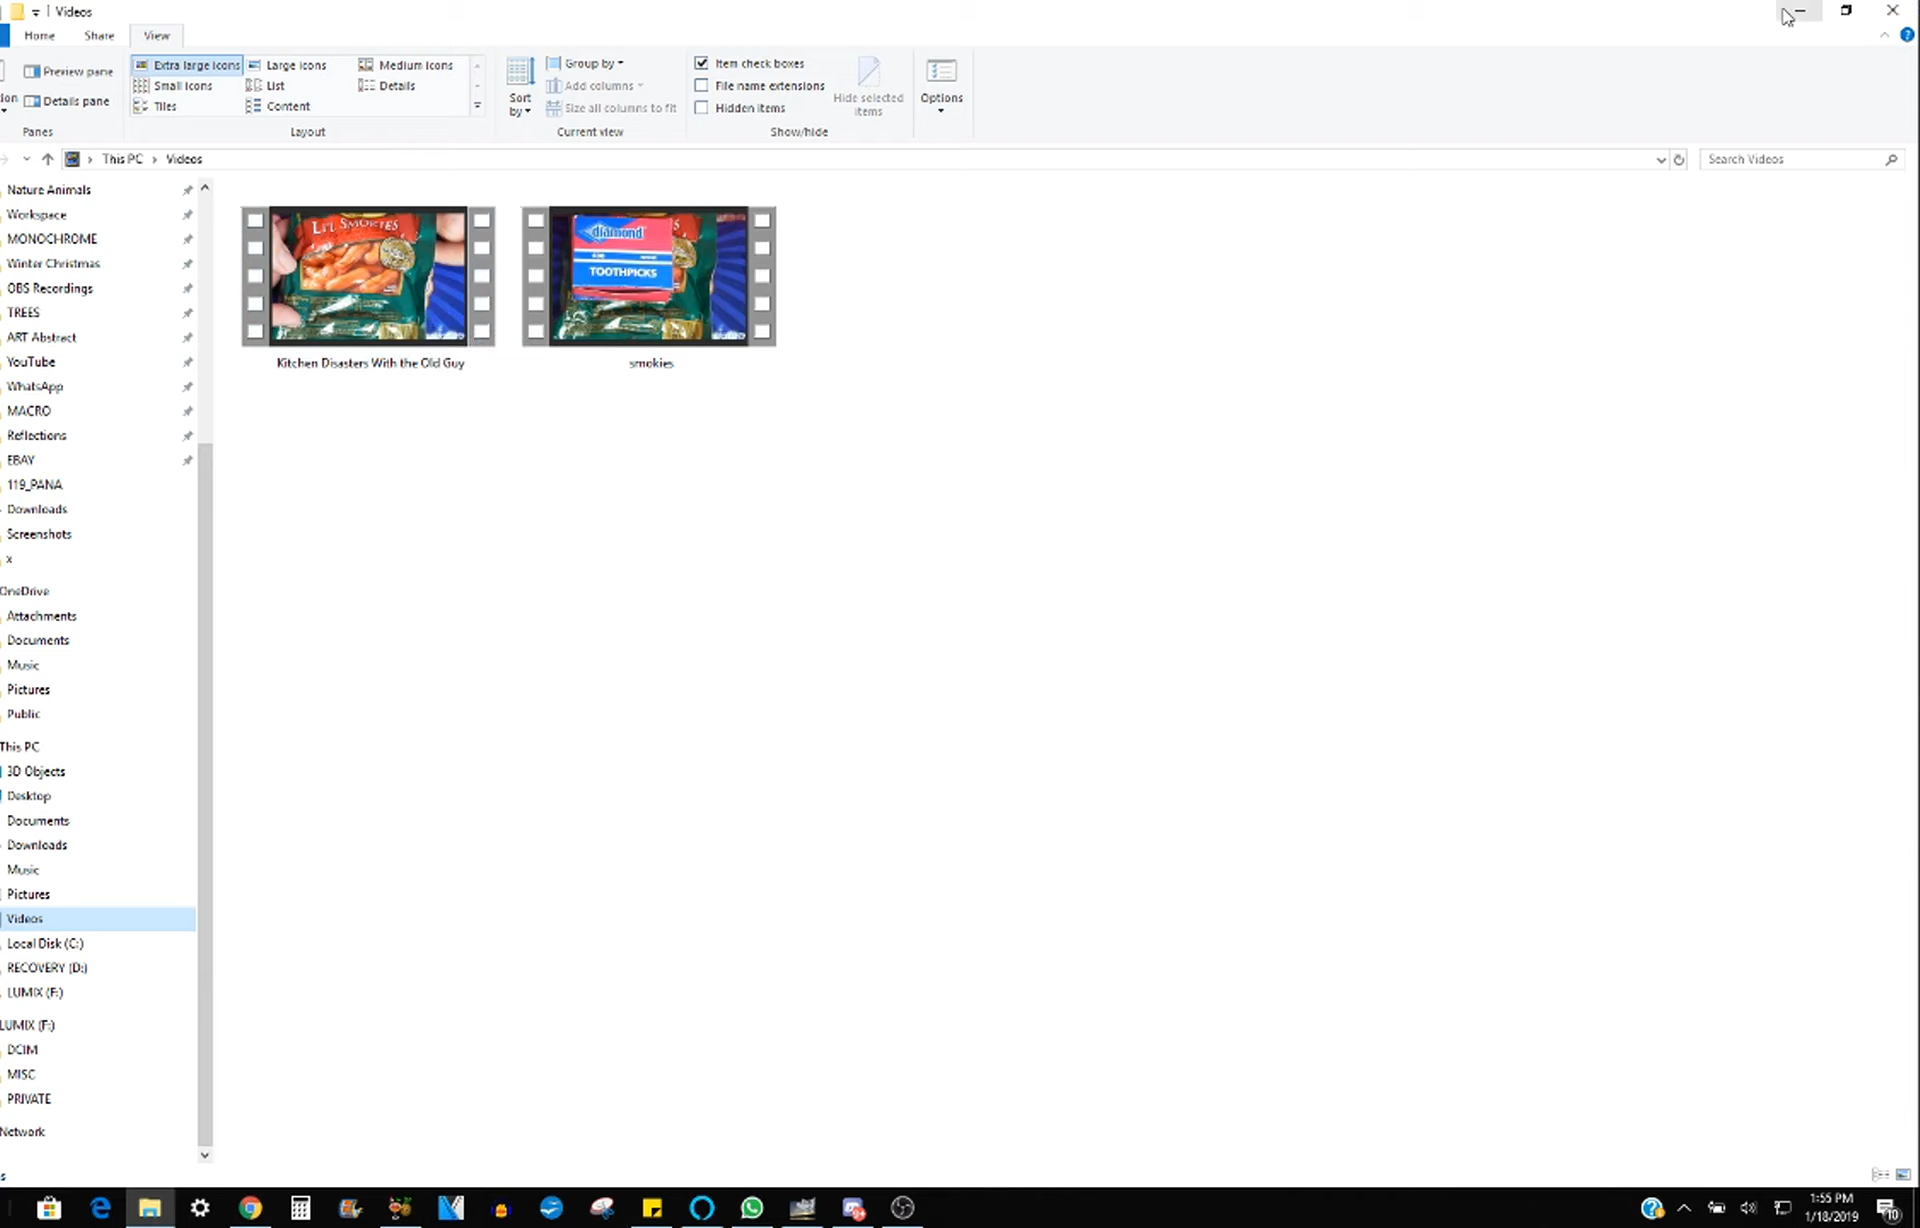 Videos
Home Share View
Preview pane
Details pane
Panes
Extra large icons Large icons Medium icons
Small icons List Details
Tiles Content
Layout
Sort by
Group by
Add columns
Size all columns to fit
Current view
Item check boxes
File name extensions
Hidden items
Hide selected items
Show/hide
Options
This PC > Videos
Search Videos
Nature Animals
Workspace
MONOCHROME
Winter Christmas
OBS Recordings
TREES
ART Abstract
YouTube
WhatsApp
MACRO
Reflections
EBAY
119_PANA
Downloads
Screenshots
x
OneDrive
Attachments
Documents
Music
Pictures
Public
This PC
3D Objects
Desktop
Documents
Downloads
Music
Pictures
Videos
Local Disk (C:)
RECOVERY (D:)
LUMIX (F:)
LUMIX (F:)
DCIM
MISC
PRIVATE
Network
LI'L SMOKIES
Kitchen Disasters With the Old Guy
diamond
TOOTHPICKS
smokies
1:55 PM
1/18/2019
10